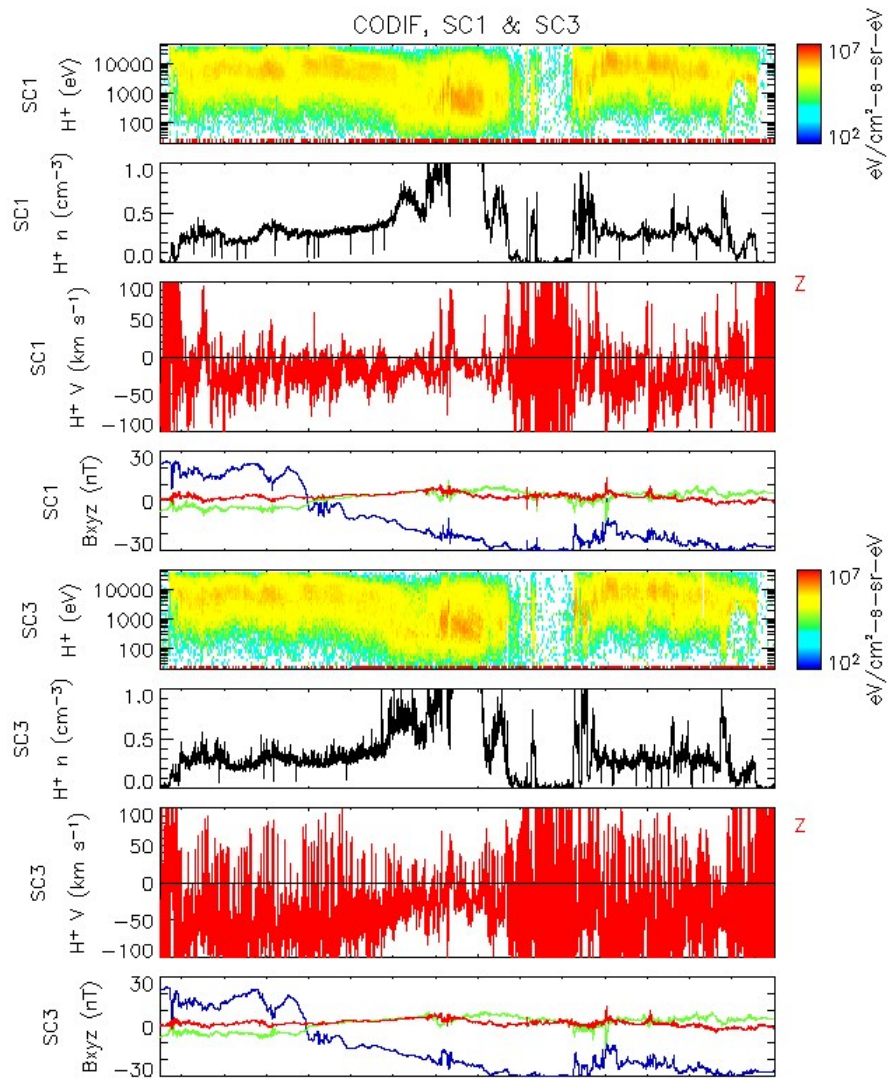 CODIF, SC1 & SC3
SC1
H⁺ (eV)
10000
1000
100
10⁷
10²
eV/cm²-s-sr-eV
SC1
H⁺ n (cm⁻³)
1.0
0.5
0.0
SC1
H⁺ V (km s⁻¹)
100
50
0
-50
-100
Z
SC1
Bxyz (nT)
30
0
-30
SC3
H⁺ (eV)
10000
1000
100
10⁷
10²
eV/cm²-s-sr-eV
SC3
H⁺ n (cm⁻³)
1.0
0.5
0.0
SC3
H⁺ V (km s⁻¹)
100
50
0
-50
-100
Z
SC3
Bxyz (nT)
30
0
-30